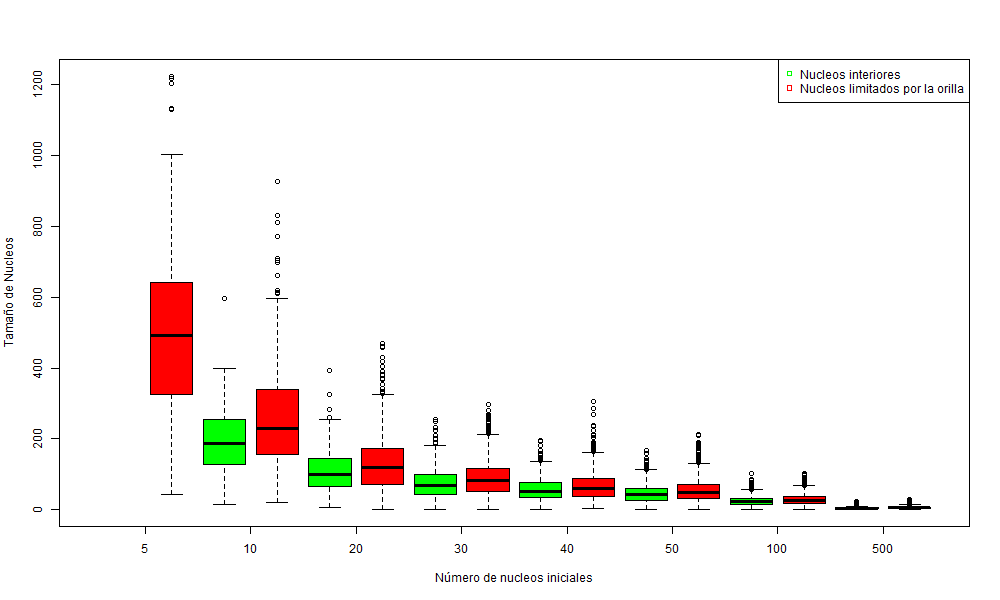 Nucleos interiores
Nucleos limitados por la orilla
Tamaño de Nucleos
1200
1000
800
600
400
200
0
5 10 20 30 40 50 100 500
Número de nucleos iniciales